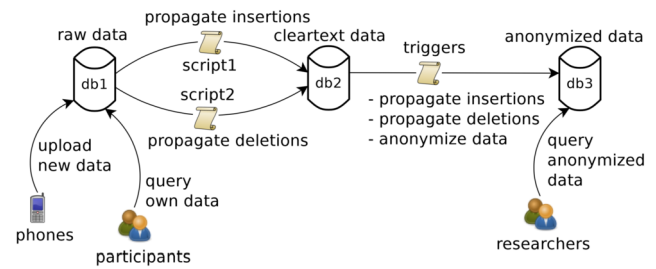 propagate insertions
raw data
cleartext data
triggers
anonymized data
script1
db1
db2
db3
script2
- propagate insertions
- propagate deletions
- anonymize data
propagate deletions
upload
new data
query
own data
query
anonymized
data
phones
participants
researchers